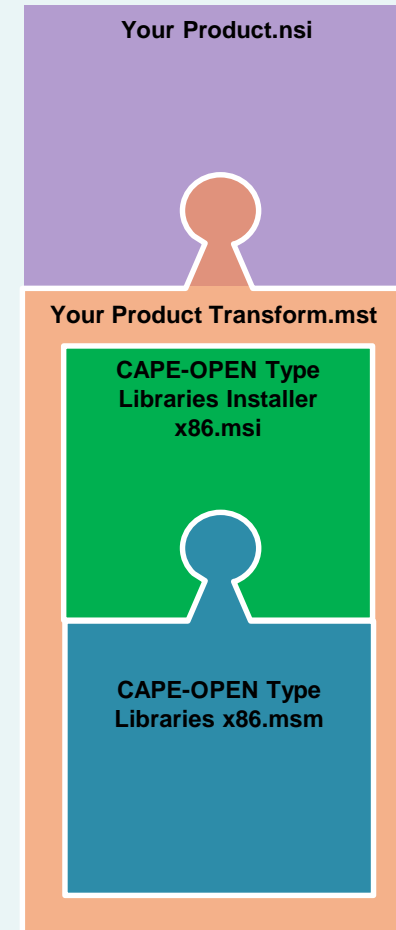 Your Product.nsi
Your Product Transform.mst
CAPE-OPEN Type
Libraries Installer
x86.msi
CAPE-OPEN Type
Libraries x86.msm